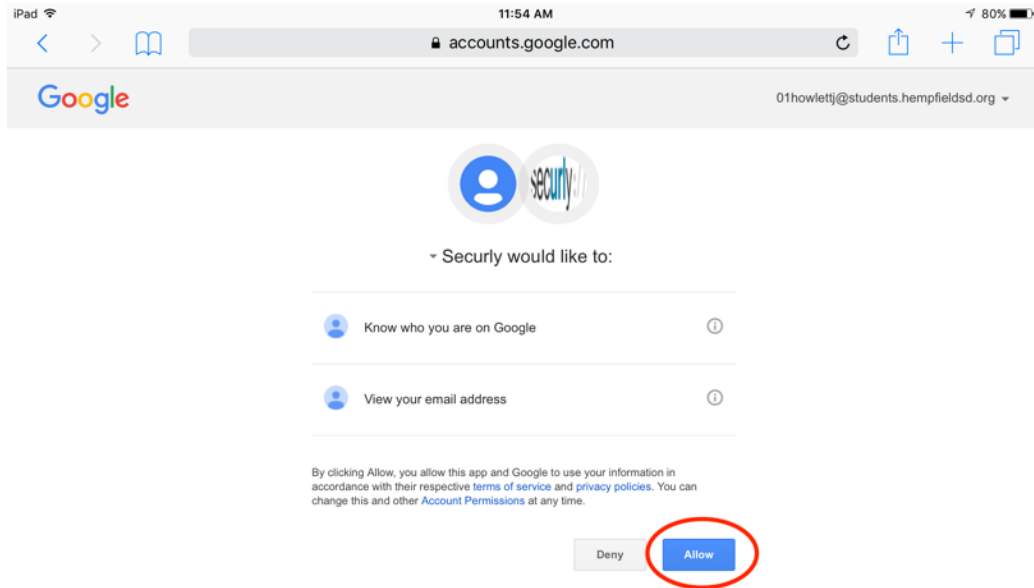 iPad 11:54 AM 80%
accounts.google.com
Google 01howlettj@students.hempfieldsd.org
securly://
Securly would like to:
Know who you are on Google
View your email address
By clicking Allow, you allow this app and Google to use your information in
accordance with their respective terms of service and privacy policies. You can
change this and other Account Permissions at any time.
Deny Allow